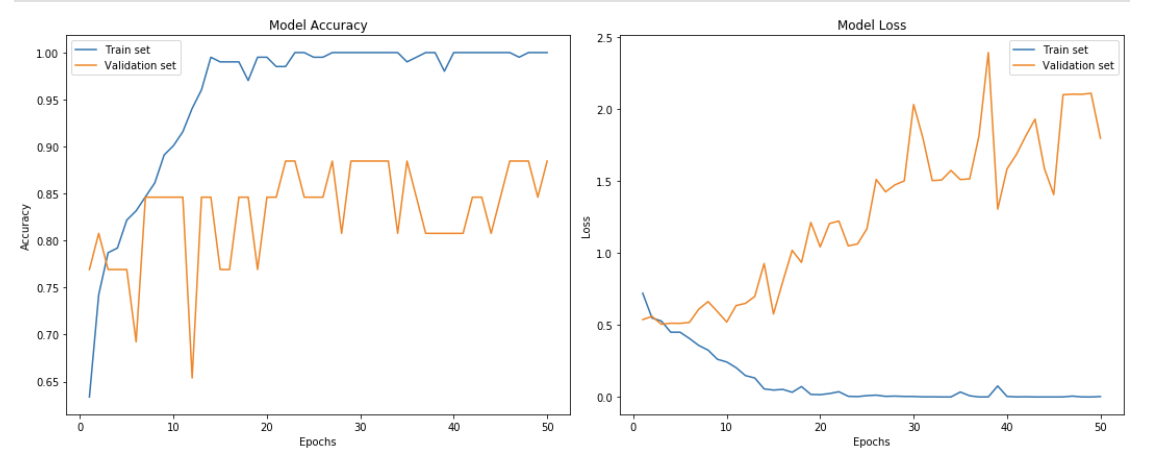 Model Accuracy
Train set
Validation set
1.00
0.95
0.90
0.85
0.80
0.75
0.70
0.65
Accuracy
0
10
20
30
40
50
Epochs
Model Loss
Train set
Validation set
2.5
2.0
1.5
1.0
0.5
0.0
Loss
0
10
20
30
40
50
Epochs